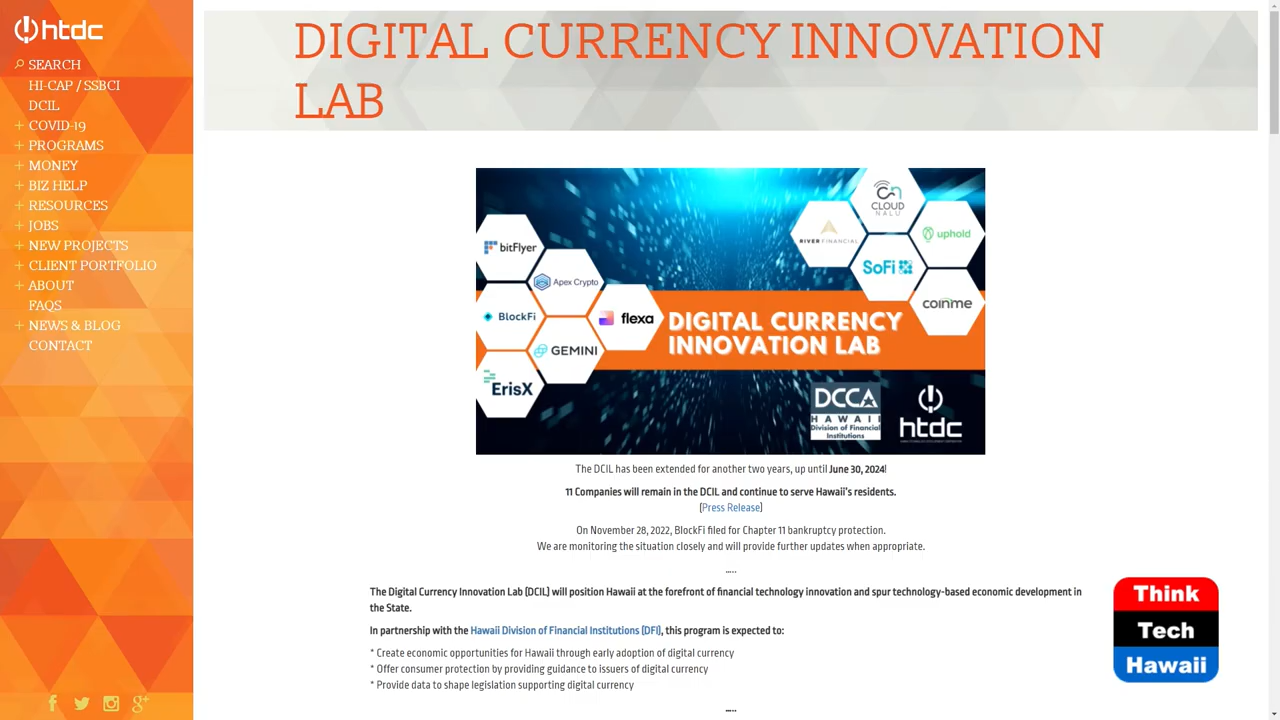 htdc
SEARCH
HI-CAP / SSBCI
DCIL
+ COVID-19
+ PROGRAMS
+ MONEY
+ BIZ HELP
+ RESOURCES
+ JOBS
+ NEW PROJECTS
+ CLIENT PORTFOLIO
+ ABOUT
FAQS
+ NEWS & BLOG
CONTACT
DIGITAL CURRENCY INNOVATION
LAB
bitFlyer
Apex Crypto
BlockFi
flexa
GEMINI
ErisX
CLOUD
NALU
RIVER FINANCIAL
uphold
SoFi
coinme
DIGITAL CURRENCY
INNOVATION LAB
DCCA
HAWAII
Division of Financial
Institutions
htdc
The DCIL has been extended for another two years, up until June 30, 2024!
11 Companies will remain in the DCIL and continue to serve Hawaii's residents.
[Press Release]
On November 28, 2022, BlockFi filed for Chapter 11 bankruptcy protection.
We are monitoring the situation closely and will provide further updates when appropriate.
.....
The Digital Currency Innovation Lab (DCIL) will position Hawaii at the forefront of financial technology innovation and spur technology-based economic development in
the State.
In partnership with the Hawaii Division of Financial Institutions (DFI), this program is expected to:
* Create economic opportunities for Hawaii through early adoption of digital currency
* Offer consumer protection by providing guidance to issuers of digital currency
* Provide data to shape legislation supporting digital currency
.....
Think
Tech
Hawaii